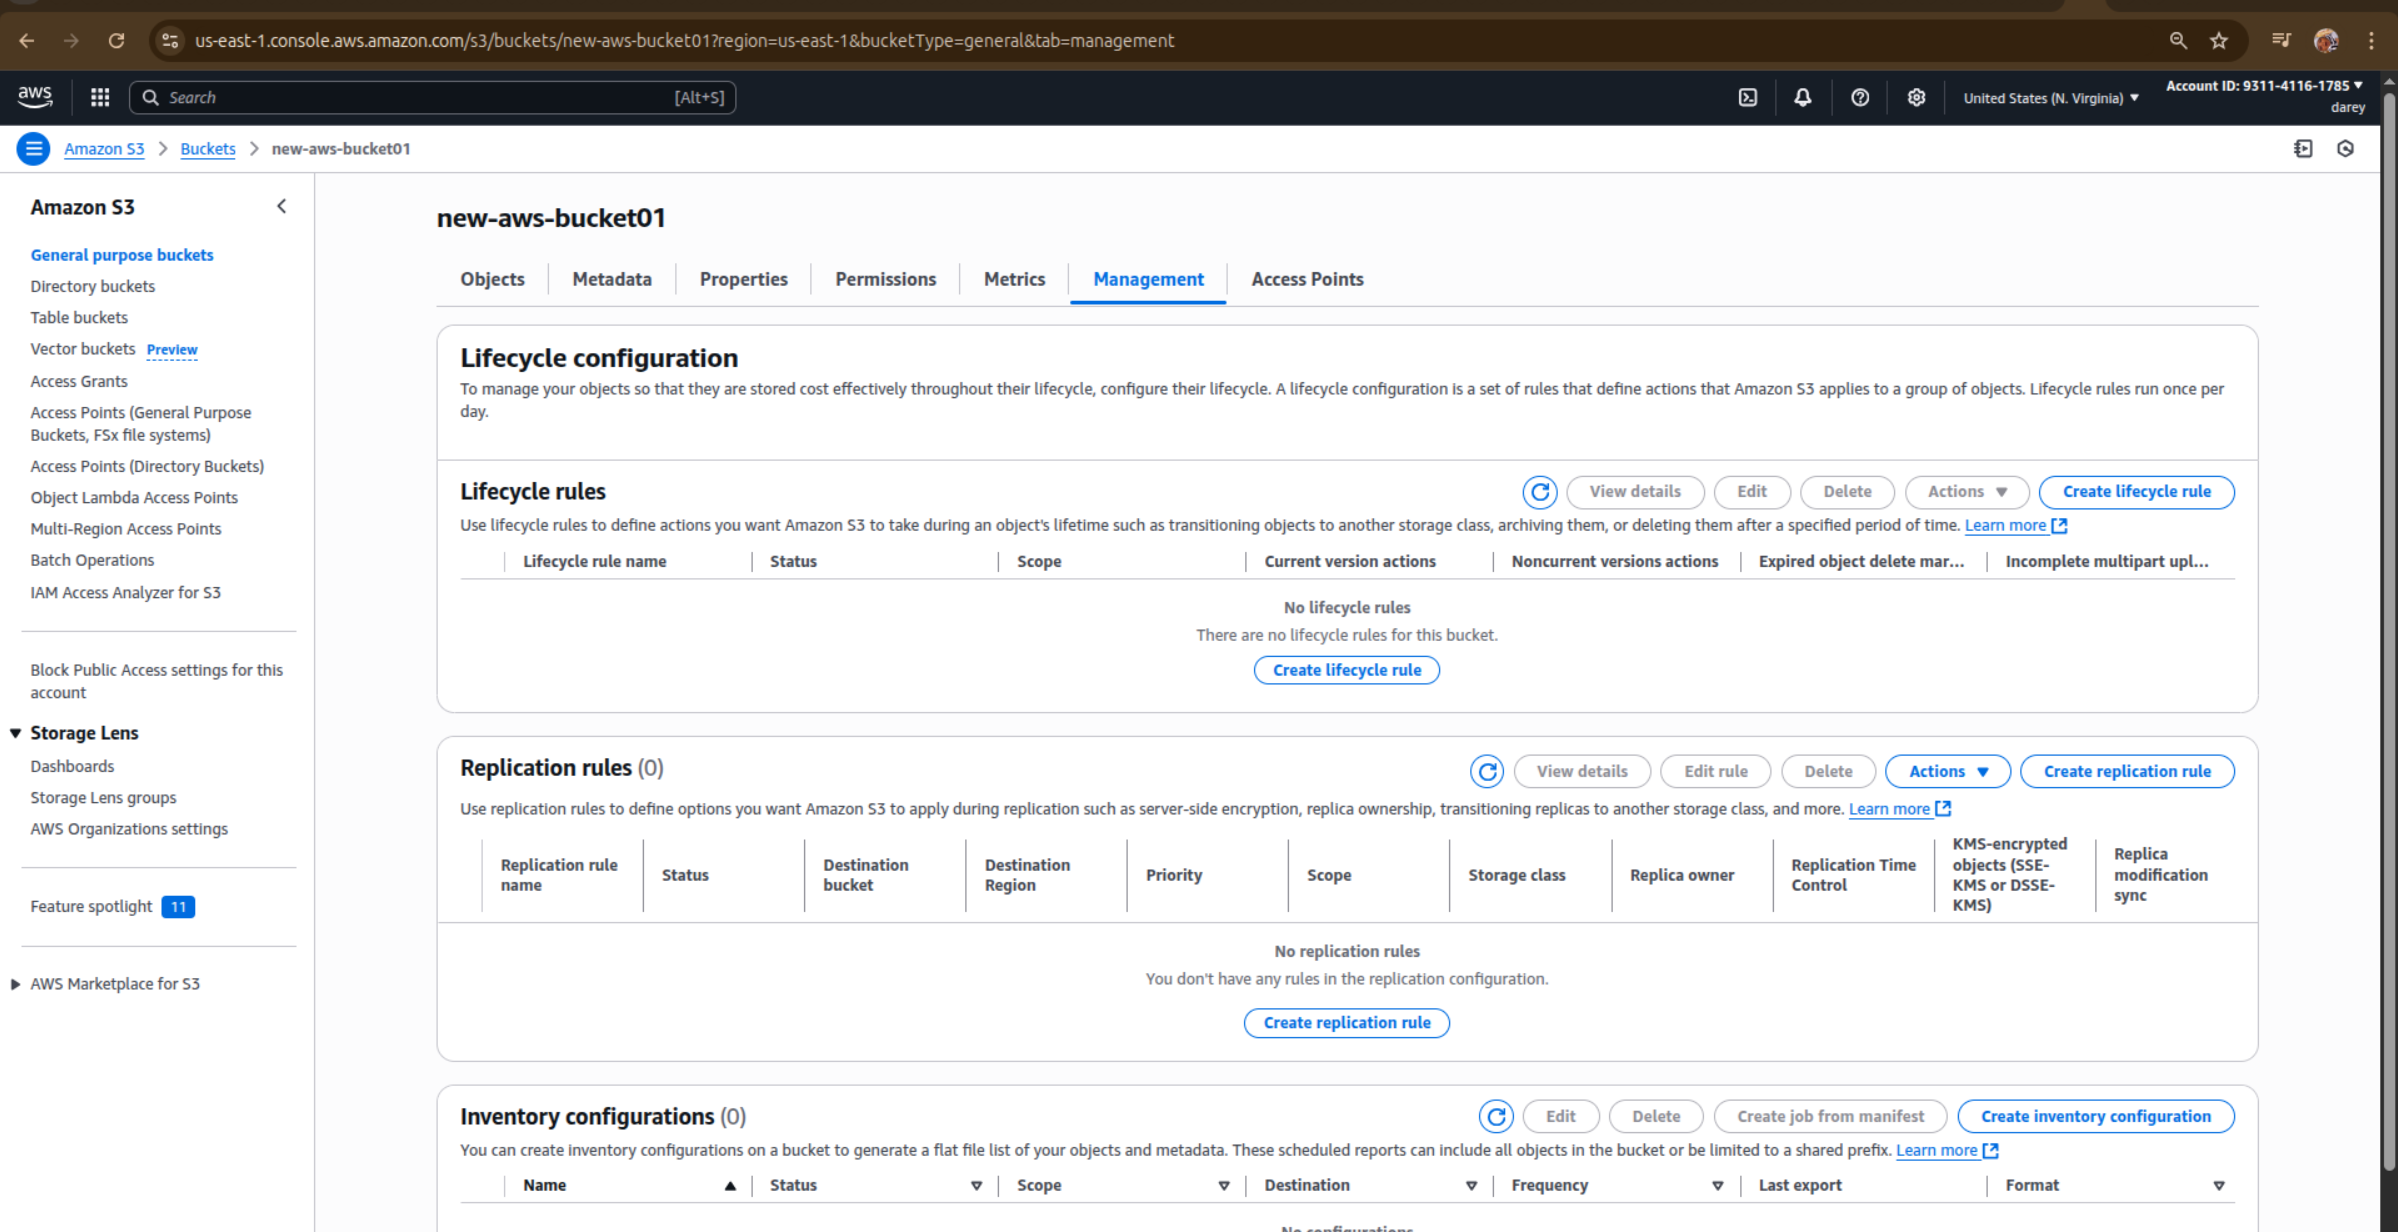 us-east-1.console.aws.amazon.com/s3/buckets/new-aws-bucket01?region=us-east-1&bucketType=general&tab=management
aws
Search [Alt+S]
United States (N. Virginia)
Account ID: 9311-4116-1785
darey
Amazon S3 > Buckets > new-aws-bucket01
Amazon S3
General purpose buckets
Directory buckets
Table buckets
Vector buckets Preview
Access Grants
Access Points (General Purpose
Buckets, FSx file systems)
Access Points (Directory Buckets)
Object Lambda Access Points
Multi-Region Access Points
Batch Operations
IAM Access Analyzer for S3
Block Public Access settings for this
account
Storage Lens
Dashboards
Storage Lens groups
AWS Organizations settings
Feature spotlight 11
AWS Marketplace for S3
new-aws-bucket01
Objects Metadata Properties Permissions Metrics Management Access Points
Lifecycle configuration
To manage your objects so that they are stored cost effectively throughout their lifecycle, configure their lifecycle. A lifecycle configuration is a set of rules that define actions that Amazon S3 applies to a group of objects. Lifecycle rules run once per
day.
Lifecycle rules View details Edit Delete Actions Create lifecycle rule
Use lifecycle rules to define actions you want Amazon S3 to take during an object's lifetime such as transitioning objects to another storage class, archiving them, or deleting them after a specified period of time. Learn more
Lifecycle rule name Status Scope Current version actions Noncurrent versions actions Expired object delete mar... Incomplete multipart upl...
No lifecycle rules
There are no lifecycle rules for this bucket.
Create lifecycle rule
Replication rules (0) View details Edit rule Delete Actions Create replication rule
Use replication rules to define options you want Amazon S3 to apply during replication such as server-side encryption, replica ownership, transitioning replicas to another storage class, and more. Learn more
Replication rule
name
Status
Destination
bucket
Destination
Region
Priority
Scope
Storage class
Replica owner
Replication Time
Control
KMS-encrypted
objects (SSE-
KMS or DSSE-
KMS)
Replica
modification
sync
No replication rules
You don't have any rules in the replication configuration.
Create replication rule
Inventory configurations (0) Edit Delete Create job from manifest Create inventory configuration
You can create inventory configurations on a bucket to generate a flat file list of your objects and metadata. These scheduled reports can include all objects in the bucket or be limited to a shared prefix. Learn more
Name Status Scope Destination Frequency Last export Format
No configurations